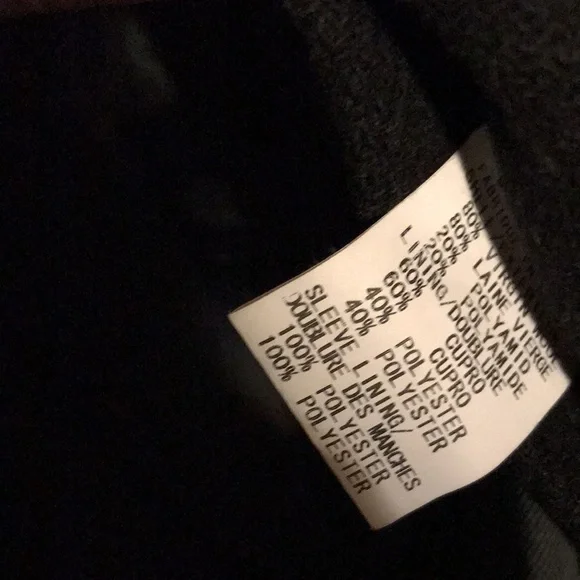 80% VIRGIN
80% LAINE VIERGE
20% POLYAMID
20% POLYAMIDE
LINING/DOUBLURE
60% CUPRO
60% CUPRO
40% POLYESTER
40% POLYESTER
SLEEVE LINING/
DOUBLURE DES MANCHES
100% POLYESTER
100% POLYESTER